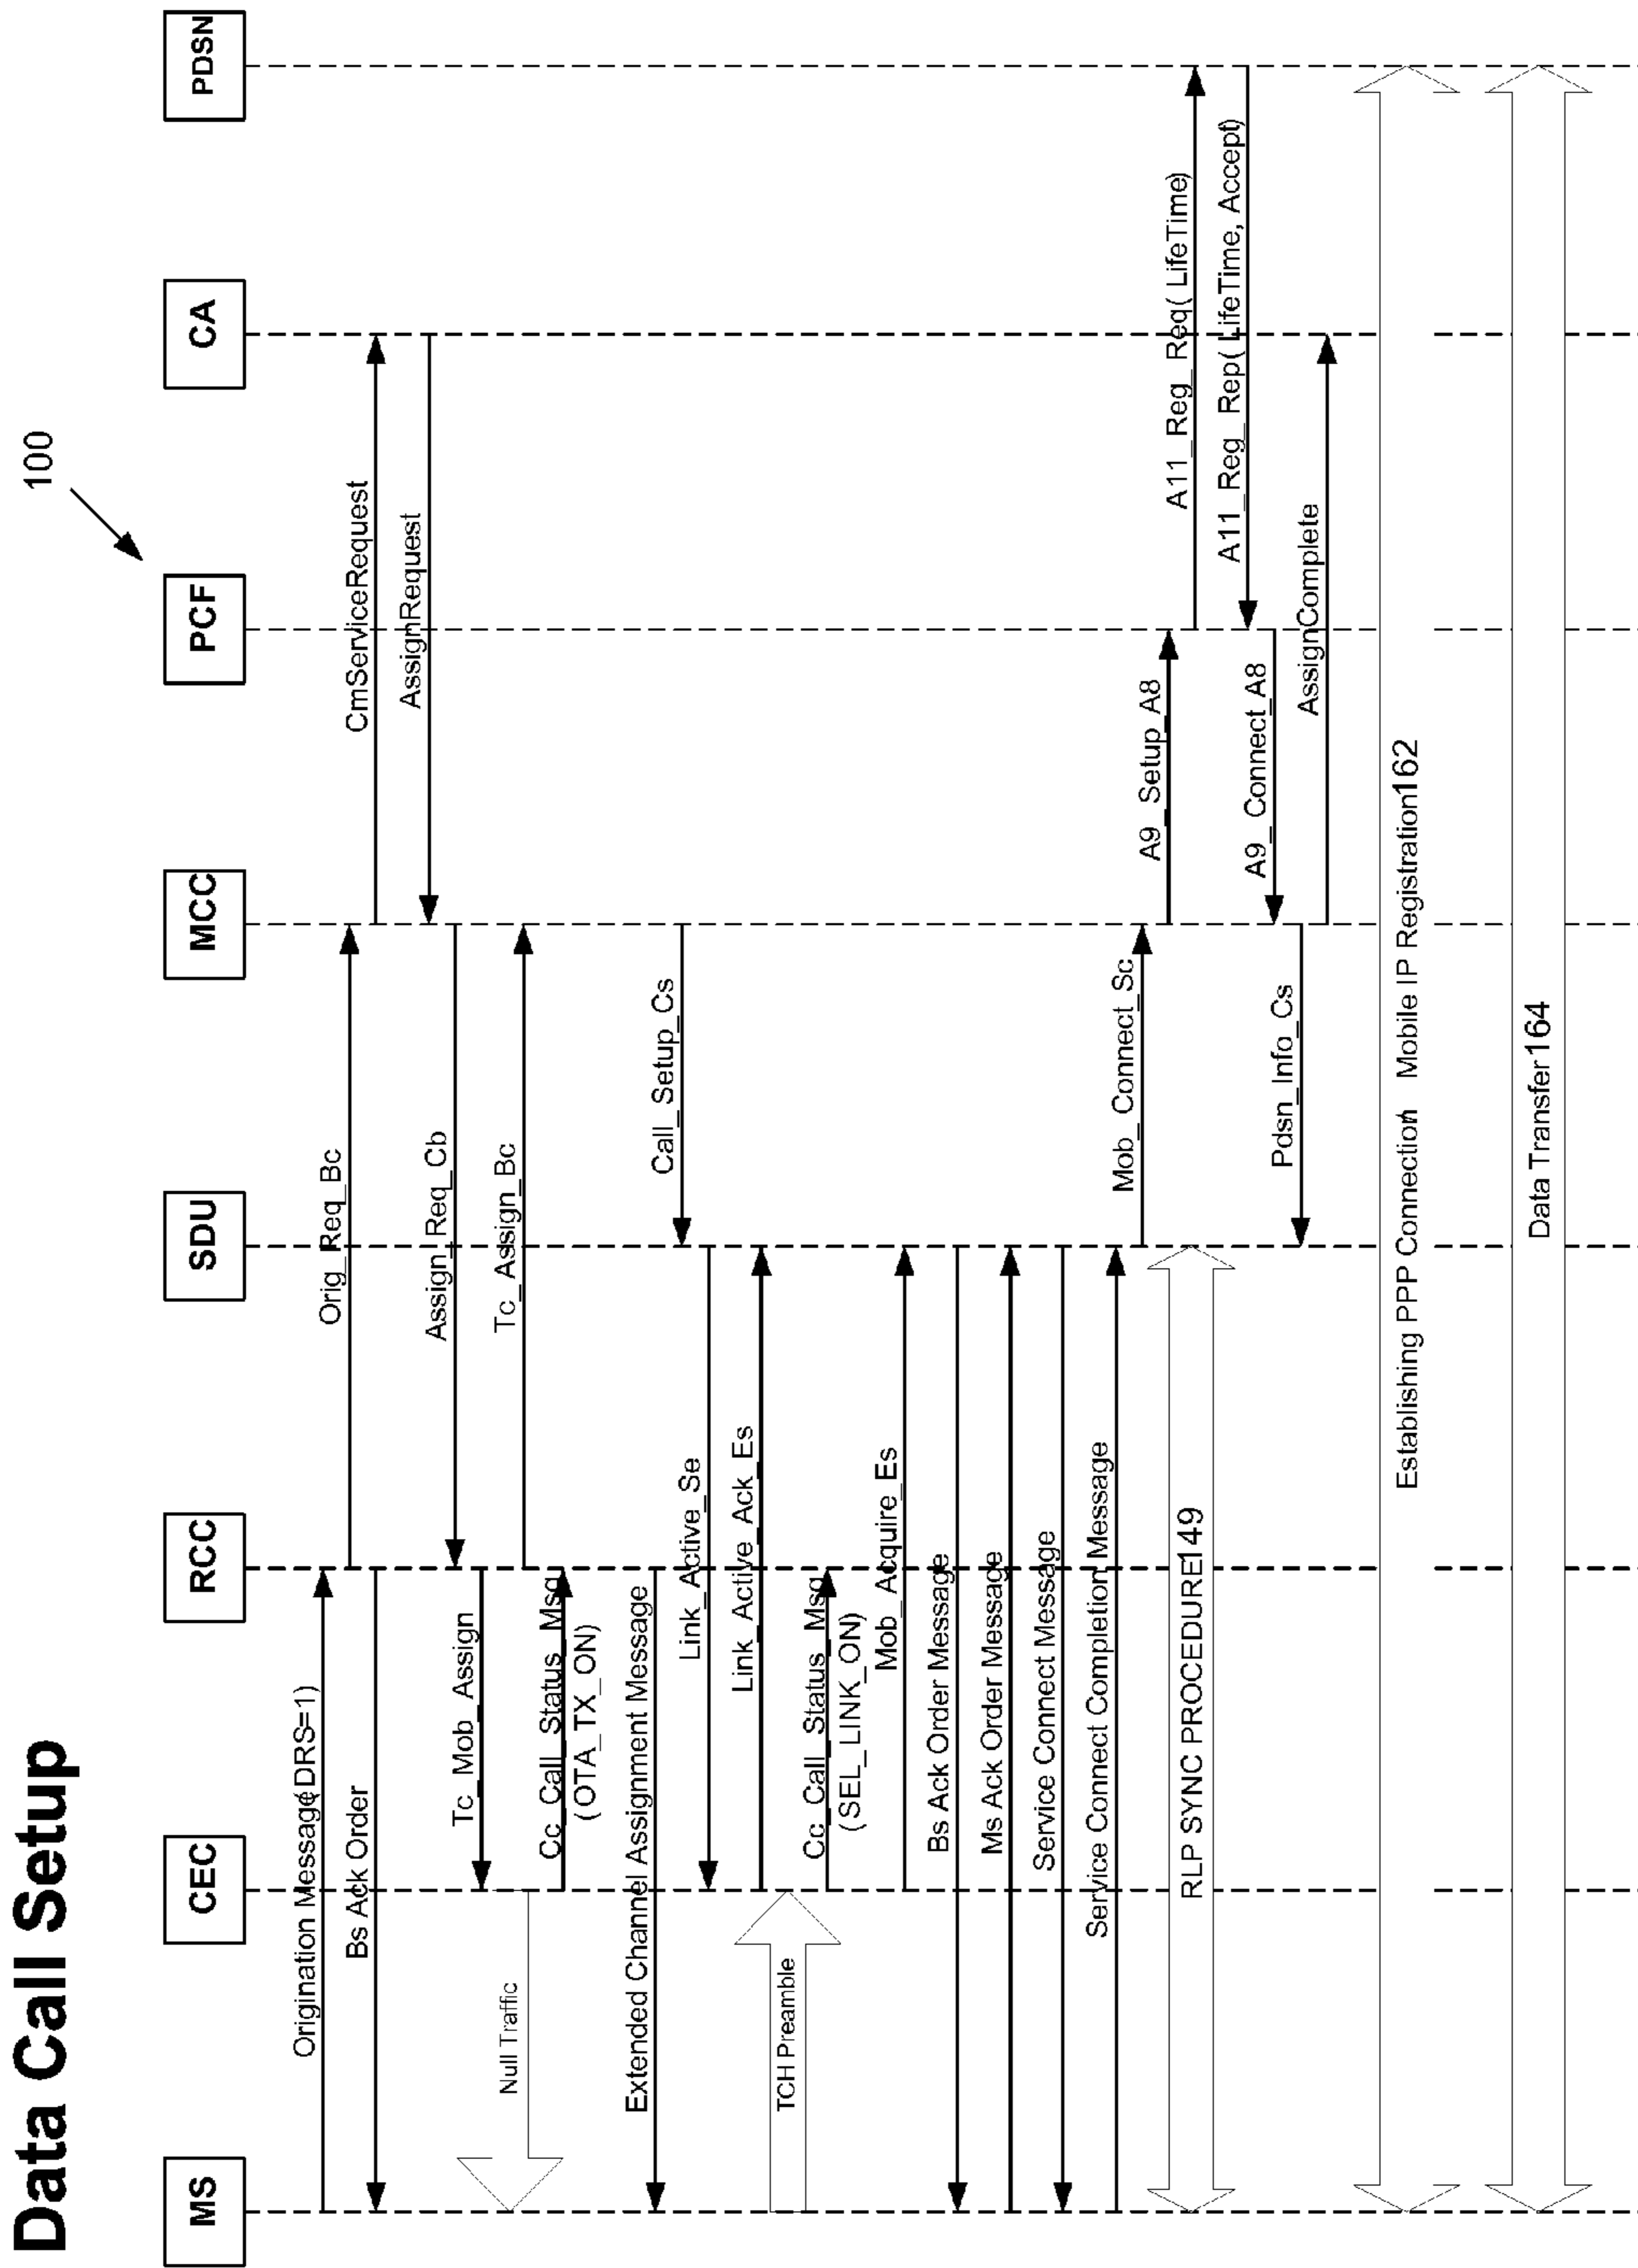 Data Call Setup
100
MS
CEC
RCC
SDU
MCC
PCF
CA
PDSN
Origination Message(DRS=1)
Orig_Req_Bc
Bs Ack Order
CmServiceRequest
AssignRequest
Assign_Req_Cb
Tc_Mob_Assign
Tc_Assign_Bc
Null Traffic
Cc_Call_Status_Msg
(OTA_TX_ON)
Extended Channel Assignment Message
Call_Setup_Cs
Link_Active_Se
Link_Active_Ack_Es
TCH Preamble
Cc_Call_Status_Msg
(SEL_LINK_ON)
Mob_Acquire_Es
Bs Ack Order Message
Ms Ack Order Message
Service Connect Message
Service Connect Completion Message
Mob_Connect_Sc
A9_Setup_A8
RLP SYNC PROCEDURE149
A11_Reg_Req(LifeTime)
A11_Reg_Rep(LifeTime, Accept)
A9_Connect_A8
Pdsn_Info_Cs
AssignComplete
Establishing PPP Connection Mobile IP Registration162
Data Transfer164